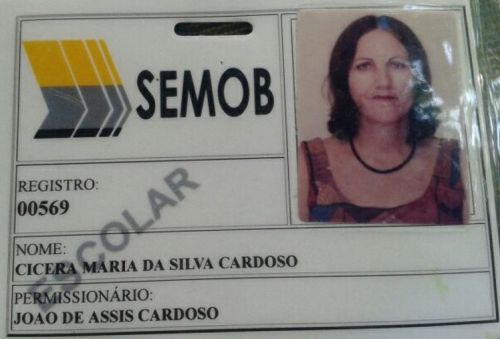 SEMOB
REGISTRO:
00569
ESCOLAR
NOME:
CICERA MARIA DA SILVA CARDOSO
PERMISSIONÁRIO:
JOAO DE ASSIS CARDOSO